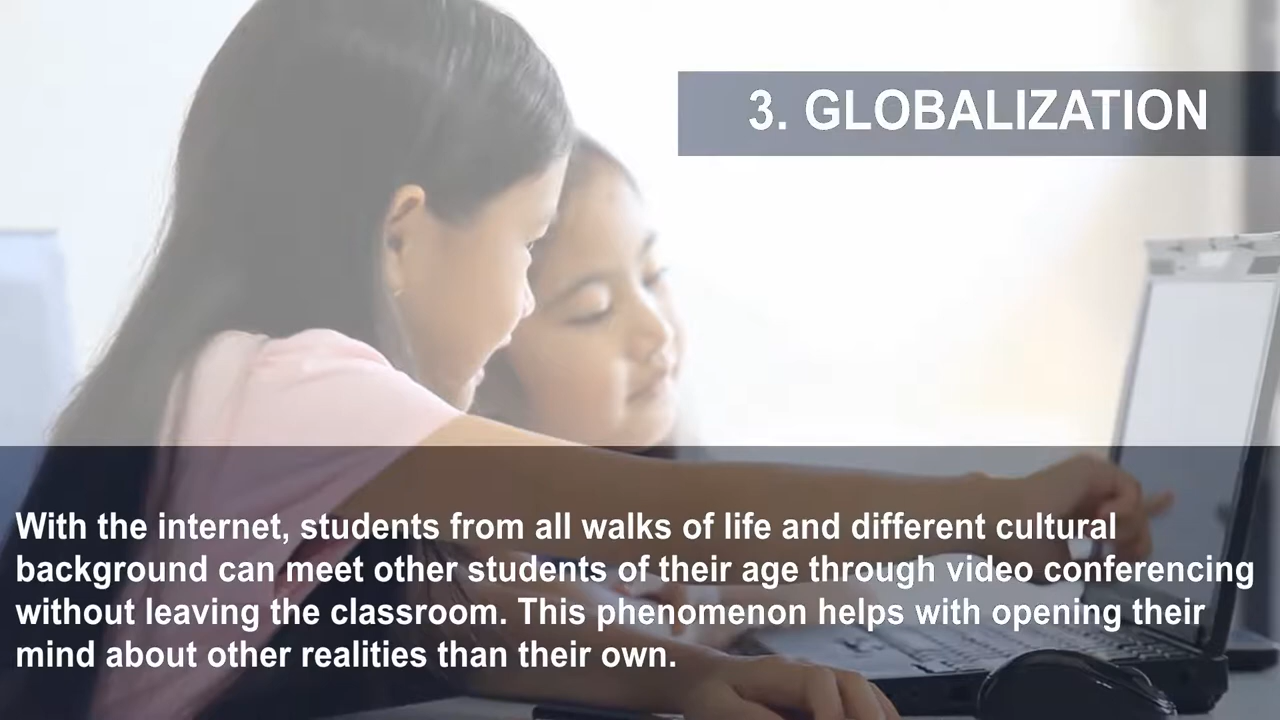 3. GLOBALIZATION
With the internet, students from all walks of life and different cultural
background can meet other students of their age through video conferencing
without leaving the classroom. This phenomenon helps with opening their
mind about other realities than their own.